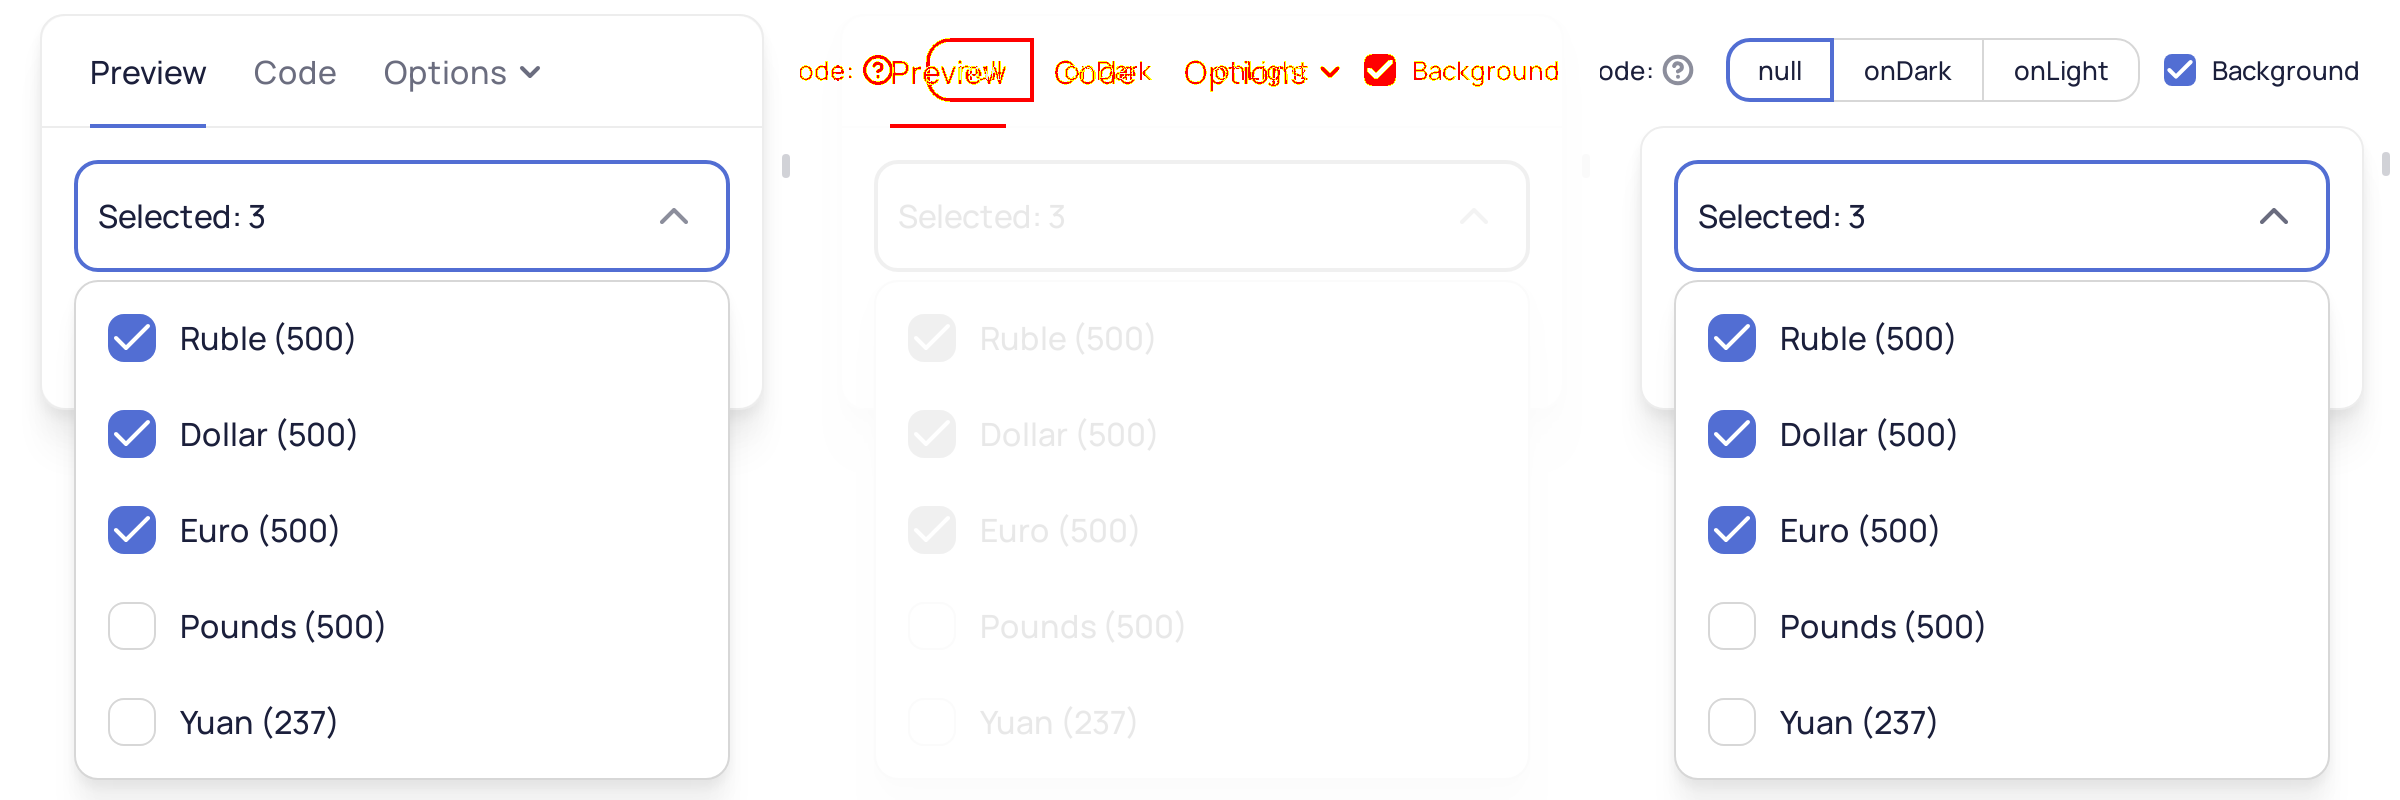 Preview Code Options
Selected: 3
Ruble (500)
Dollar (500)
Euro (500)
Pounds (500)
Yuan (237)
ode: Preview null Code onDark Options onLight Background
Selected: 3
Ruble (500)
Dollar (500)
Euro (500)
Pounds (500)
Yuan (237)
ode: null onDark onLight Background
Selected: 3
Ruble (500)
Dollar (500)
Euro (500)
Pounds (500)
Yuan (237)